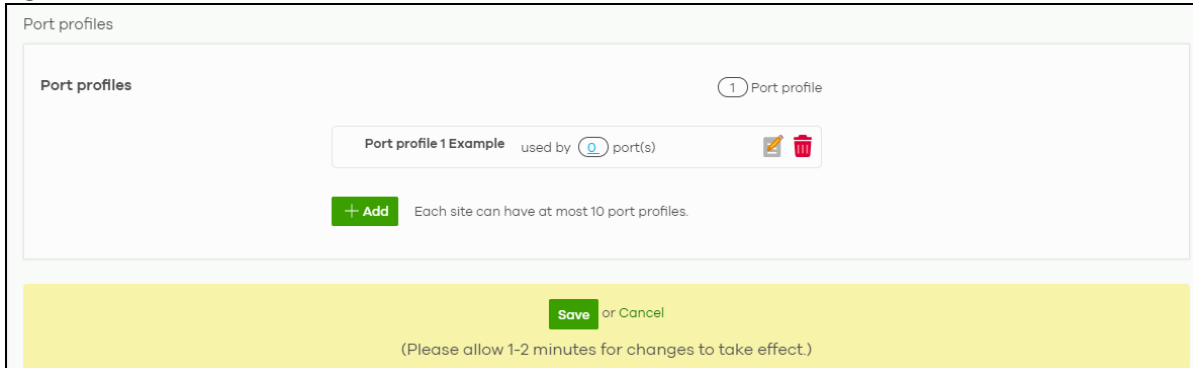 Port profiles
Port profiles
1 Port profile
Port profile 1 Example used by 0 port(s)
+ Add Each site can have at most 10 port profiles.
Save or Cancel
(Please allow 1-2 minutes for changes to take effect.)